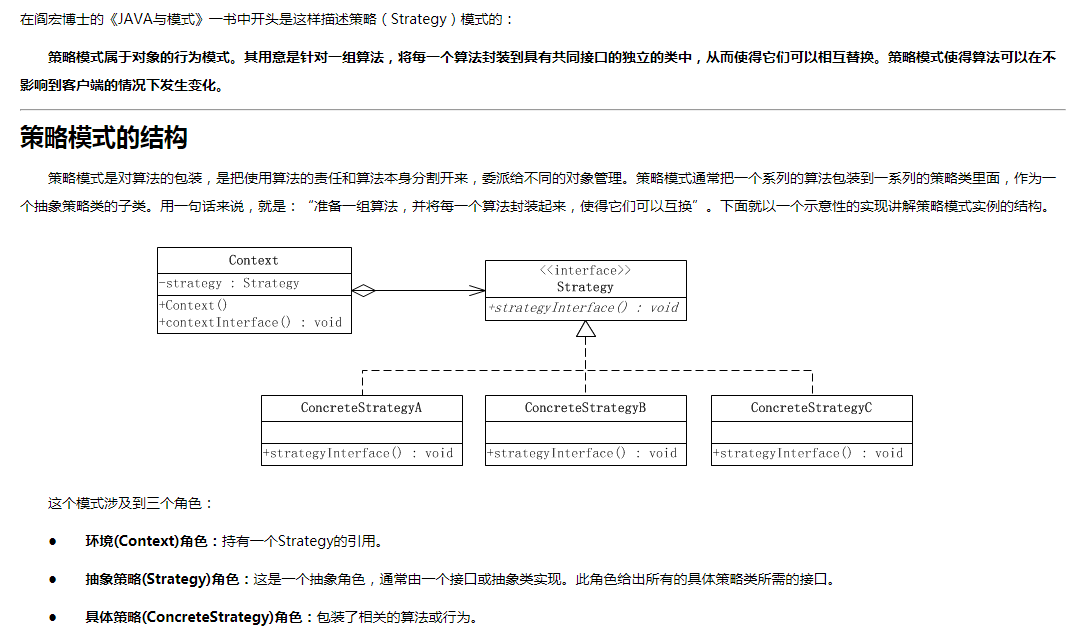 在阎宏博士的《JAVA与模式》一书中开头是这样描述策略（Strategy）模式的：
策略模式属于对象的行为模式。其用意是针对一组算法，将每一个算法封装到具有共同接口的独立的类中，从而使得它们可以相互替换。策略模式使得算法可以在不
影响到客户端的情况下发生变化。
策略模式的结构
策略模式是对算法的包装，是把使用算法的责任和算法本身分割开来，委派给不同的对象管理。策略模式通常把一个系列的算法包装到一系列的策略类里面，作为一
个抽象策略类的子类。用一句话来说，就是：“准备一组算法，并将每一个算法封装起来，使得它们可以互换”。下面就以一个示意性的实现讲解策略模式实例的结构。
Context
-strategy : Strategy
+Context()
+contextInterface() : void
<<interface>>
Strategy
+strategyInterface() : void
ConcreteStrategyA
+strategyInterface() : void
ConcreteStrategyB
+strategyInterface() : void
ConcreteStrategyC
+strategyInterface() : void
这个模式涉及到三个角色：
● 环境(Context)角色：持有一个Strategy的引用。
● 抽象策略(Strategy)角色：这是一个抽象角色，通常由一个接口或抽象类实现。此角色给出所有的具体策略类所需的接口。
● 具体策略(ConcreteStrategy)角色：包装了相关的算法或行为。